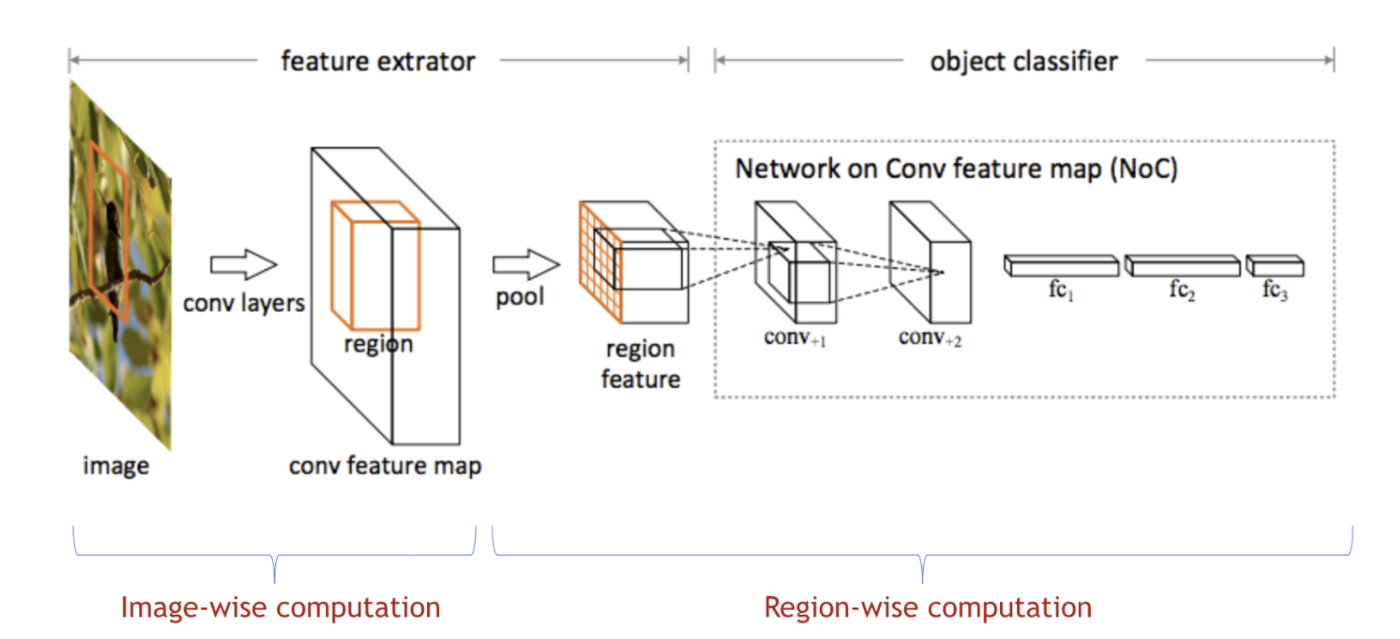 feature extrator
object classifier
Network on Conv feature map (NoC)
conv layers
region
pool
region
feature
conv+1
conv+2
fc1
fc2
fc3
image
conv feature map
Image-wise computation
Region-wise computation